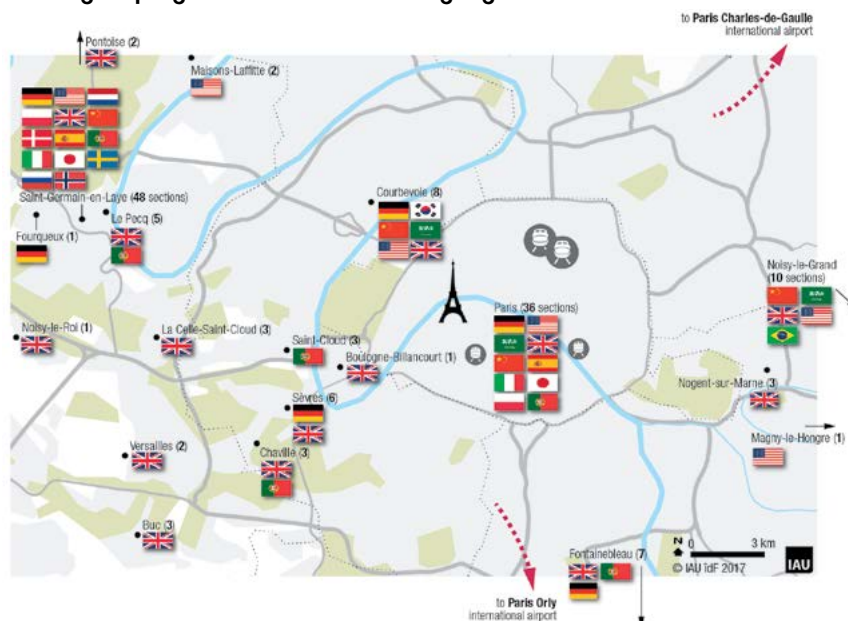 to Paris Charles-de-Gaulle
international airport
Pontoise (2)
Maisons-Laffitte (2)
Saint-Germain-en-Laye (48 sections)
Fourqueux (1)
Le Pecq (5)
Courbevoie (8)
Noisy-le-Grand
(10 sections)
Paris (36 sections)
Noisy-le-Roi (1)
La Celle-Saint-Cloud (3)
Saint-Cloud (3)
Boulogne-Billancourt (1)
Sèvres (6)
Nogent-sur-Marne (3)
Versailles (2)
Chaville (3)
Magny-le-Hongre (1)
Buc (3)
Fontainebleau (7)
N 0 3 km
© IAU îdF 2017
IAU
to Paris Orly
international airport